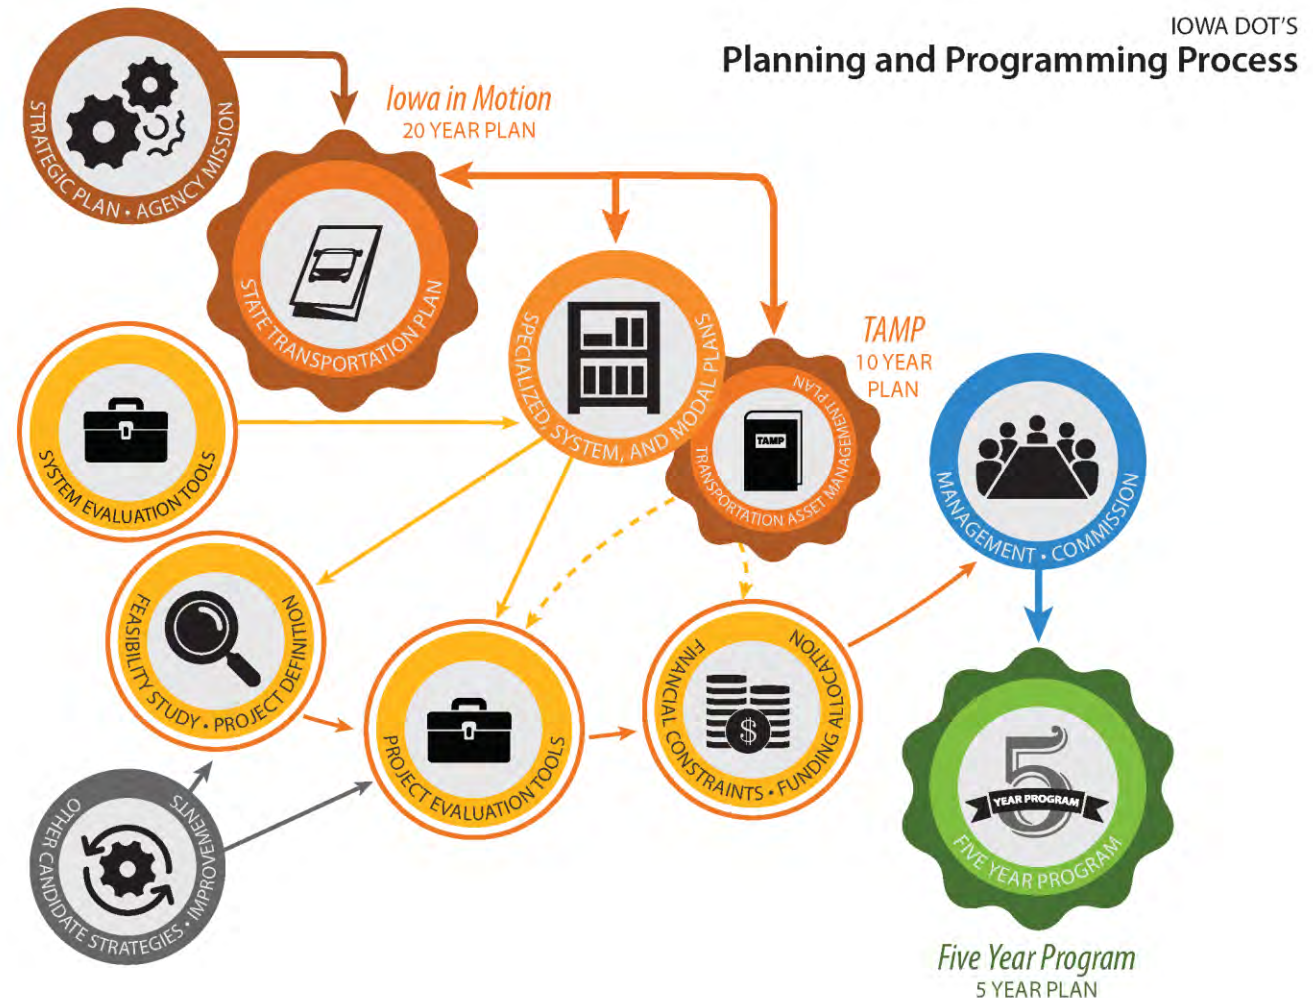 IOWA DOT'S
Planning and Programming Process
STRATEGIC PLAN • AGENCY MISSION
Iowa in Motion
20 YEAR PLAN
STATE TRANSPORTATION PLAN
SPECIALIZED, SYSTEM, AND MODAL PLANS
TAMP
10 YEAR
PLAN
TAMP
TRANSPORTATION ASSET MANAGEMENT PLAN
SYSTEM EVALUATION TOOLS
MANAGEMENT • COMMISSION
FEASIBILITY STUDY • PROJECT DEFINITION
PROJECT EVALUATION TOOLS
$
FINANCIAL CONSTRAINTS • FUNDING ALLOCATION
OTHER CANDIDATE STRATEGIES • IMPROVEMENTS
5
YEAR PROGRAM
FIVE YEAR PROGRAM
Five Year Program
5 YEAR PLAN